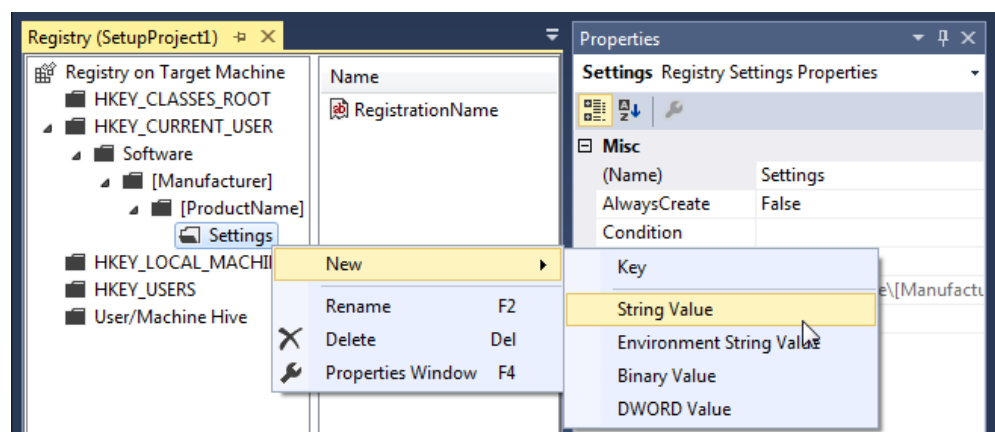 Registry (SetupProject1)
Registry on Target Machine
HKEY_CLASSES_ROOT
HKEY_CURRENT_USER
Software
[Manufacturer]
[ProductName]
Settings
HKEY_LOCAL_MACHI
HKEY_USERS
User/Machine Hive
Name
RegistrationName
New
Rename F2
Delete Del
Properties Window F4
Key
String Value
Environment String Value
Binary Value
DWORD Value
Properties
Settings Registry Settings Properties
Misc
(Name) Settings
AlwaysCreate False
Condition
e\[Manufactu